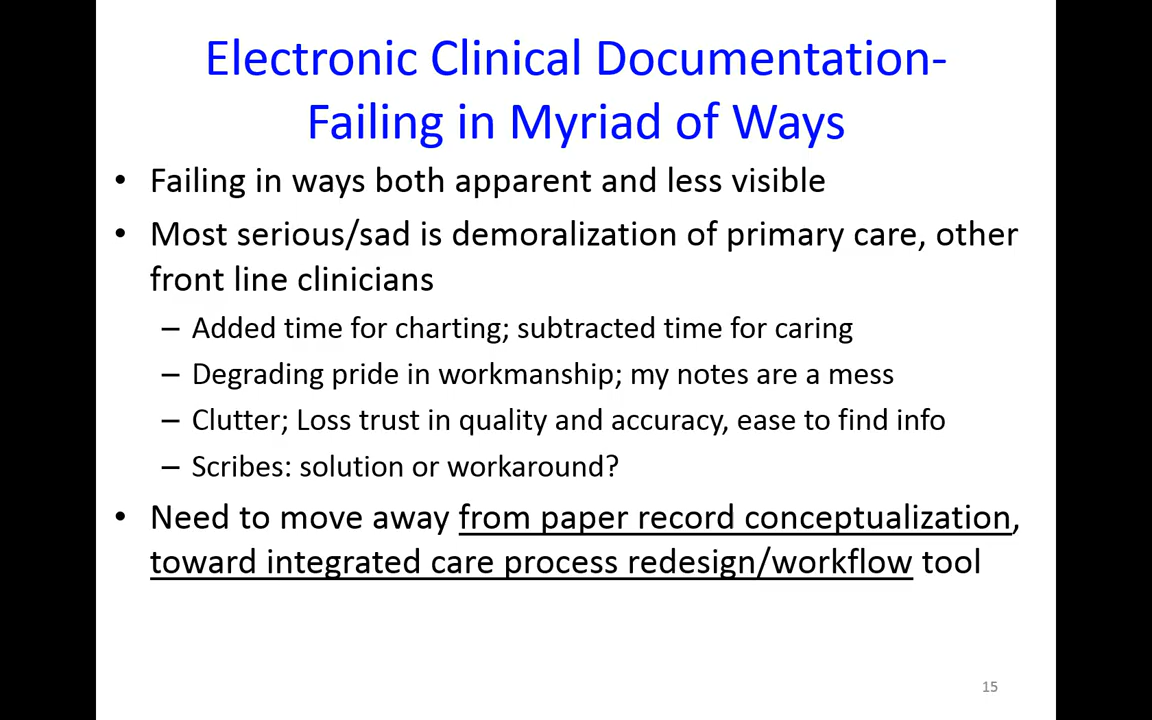 Electronic Clinical Documentation-
Failing in Myriad of Ways
• Failing in ways both apparent and less visible
• Most serious/sad is demoralization of primary care, other
front line clinicians
– Added time for charting; subtracted time for caring
– Degrading pride in workmanship; my notes are a mess
– Clutter; Loss trust in quality and accuracy, ease to find info
– Scribes: solution or workaround?
• Need to move away from paper record conceptualization,
toward integrated care process redesign/workflow tool
15